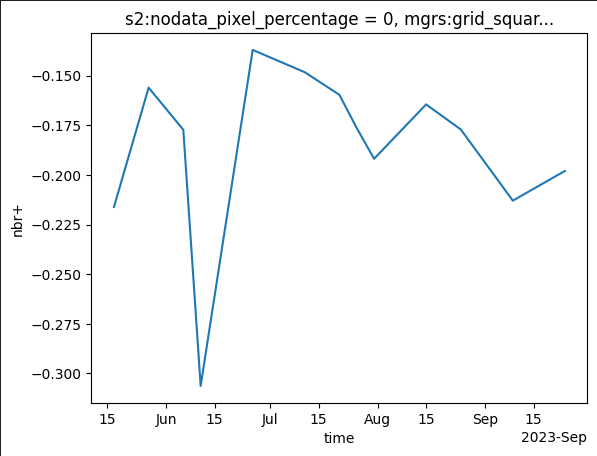 s2:nodata_pixel_percentage = 0, mgrs:grid_squar...
−0.150
−0.175
−0.200
−0.225
−0.250
−0.275
−0.300
nbr+
15 Jun 15 Jul 15 Aug 15 Sep 15
time
2023-Sep